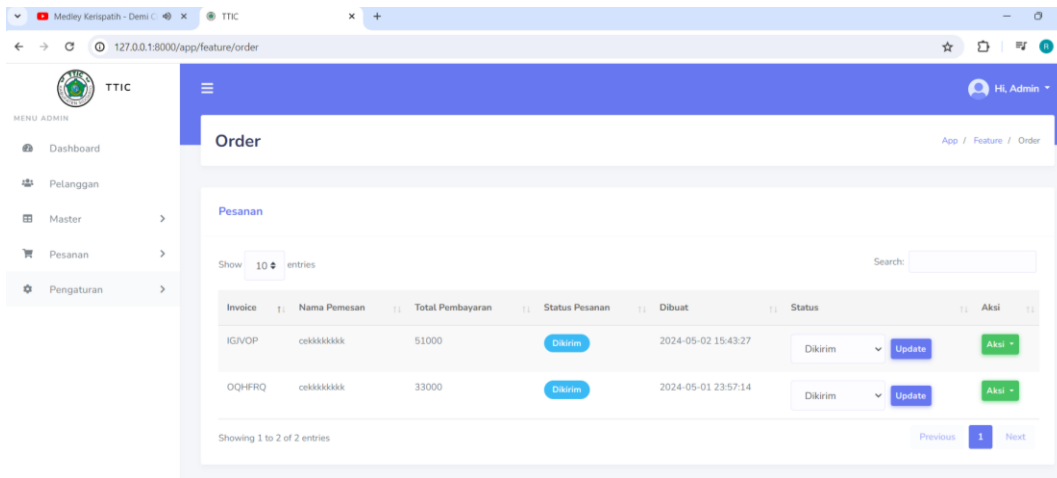 Medley Kerispatih - Demi C
TTIC
127.0.0.1:8000/app/feature/order
R
TTIC
Hi, Admin
MENU ADMIN
Dashboard
Pelanggan
Master
Pesanan
Pengaturan
Order
App / Feature / Order
Pesanan
Show 10 entries
Search:
Invoice Nama Pemesan Total Pembayaran Status Pesanan Dibuat Status Aksi
IGJVOP cekkkkkkkk 51000 Dikirim 2024-05-02 15:43:27 Dikirim Update Aksi
OQHFRQ cekkkkkkkk 33000 Dikirim 2024-05-01 23:57:14 Dikirim Update Aksi
Showing 1 to 2 of 2 entries
Previous 1 Next